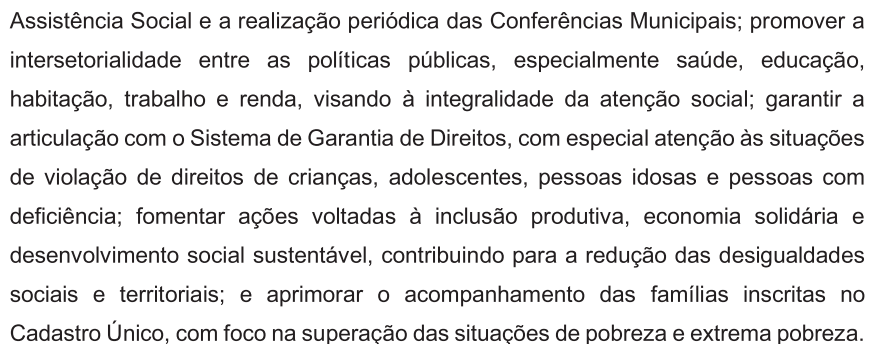 Assistência Social e a realização periódica das Conferências Municipais; promover a
intersetorialidade entre as políticas públicas, especialmente saúde, educação,
habitação, trabalho e renda, visando à integralidade da atenção social; garantir a
articulação com o Sistema de Garantia de Direitos, com especial atenção às situações
de violação de direitos de crianças, adolescentes, pessoas idosas e pessoas com
deficiência; fomentar ações voltadas à inclusão produtiva, economia solidária e
desenvolvimento social sustentável, contribuindo para a redução das desigualdades
sociais e territoriais; e aprimorar o acompanhamento das famílias inscritas no
Cadastro Único, com foco na superação das situações de pobreza e extrema pobreza.